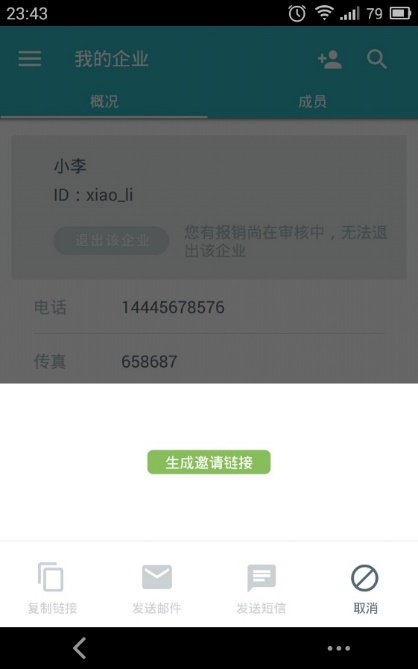 23:43
79
我的企业
概况
成员
小李
ID：xiao_li
退出该企业
您有报销尚在审核中，无法退
出该企业
电话
14445678576
传真
658687
生成邀请链接
复制链接
发送邮件
发送短信
取消